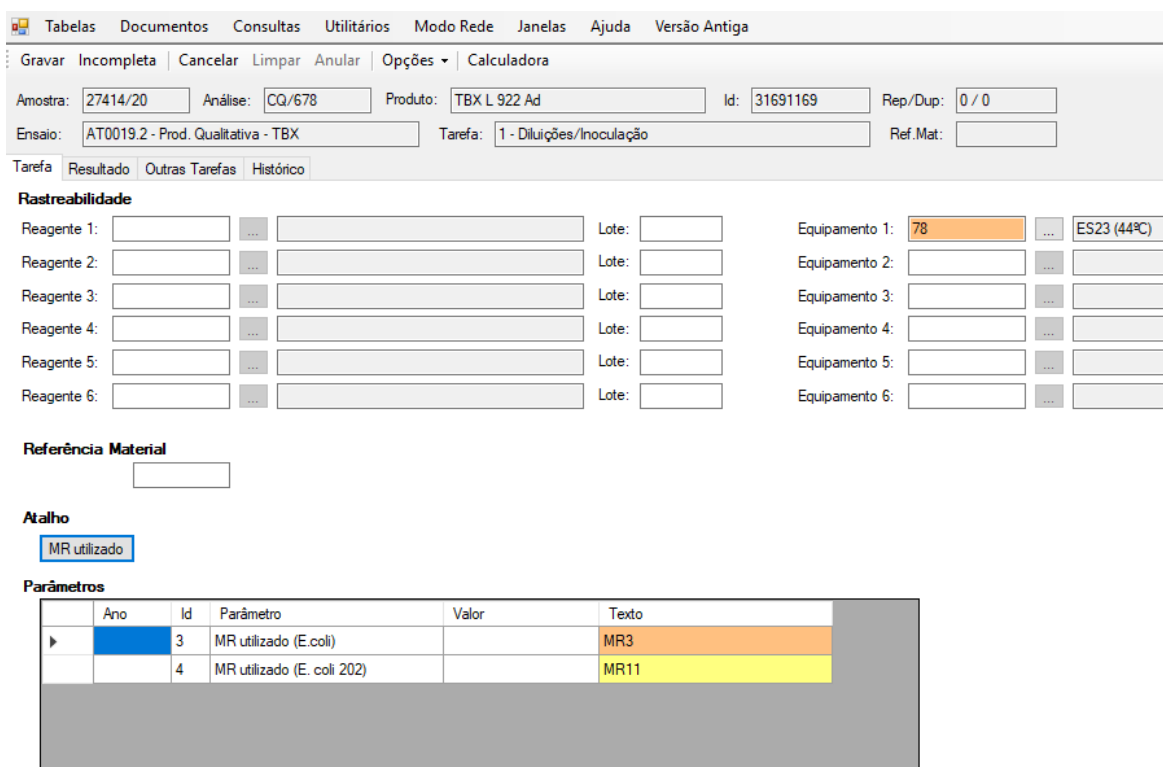 Tabelas Documentos Consultas Utilitários Modo Rede Janelas Ajuda Versão Antiga
Gravar Incompleta Cancelar Limpar Anular Opções Calculadora
Amostra: 27414/20 Análise: CQ/678 Produto: TBX L 922 Ad Id: 31691169 Rep/Dup: 0 / 0
Ensaio: AT0019.2 - Prod. Qualitativa - TBX Tarefa: 1 - Diluições/Inoculação Ref.Mat:
Tarefa Resultado Outras Tarefas Histórico
Rastreabilidade
Reagente 1: ... Lote: Equipamento 1: 78 ... ES23 (44ºC)
Reagente 2: ... Lote: Equipamento 2: ...
Reagente 3: ... Lote: Equipamento 3: ...
Reagente 4: ... Lote: Equipamento 4: ...
Reagente 5: ... Lote: Equipamento 5: ...
Reagente 6: ... Lote: Equipamento 6: ...
Referência Material
Atalho
MR utilizado
Parâmetros
Ano Id Parâmetro Valor Texto
3 MR utilizado (E.coli) MR3
4 MR utilizado (E. coli 202) MR11